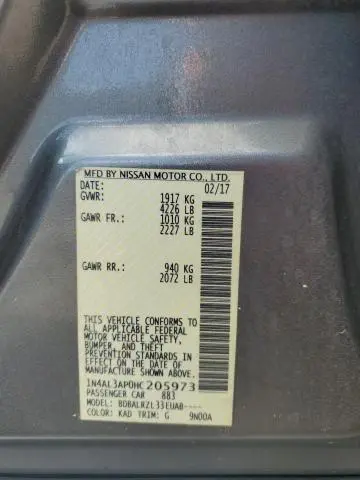 MFD BY NISSAN MOTOR CO., LTD.
DATE: 02/17
GVWR: 1917 KG
4226 LB
GAWR FR: 1010 KG
2227 LB
GAWR RR: 940 KG
2072 LB
THIS VEHICLE CONFORMS TO
ALL APPLICABLE FEDERAL
MOTOR VEHICLE SAFETY,
BUMPER, AND THEFT
PREVENTION STANDARDS IN
EFFECT ON THE DATE OF
MANUFACTURE SHOWN ABOVE.
1N4AL3AP0HC205973
PASSENGER CAR 883
MODEL: BDBALRZL33EUAB----
COLOR: KAD TRIM: G 9N00A